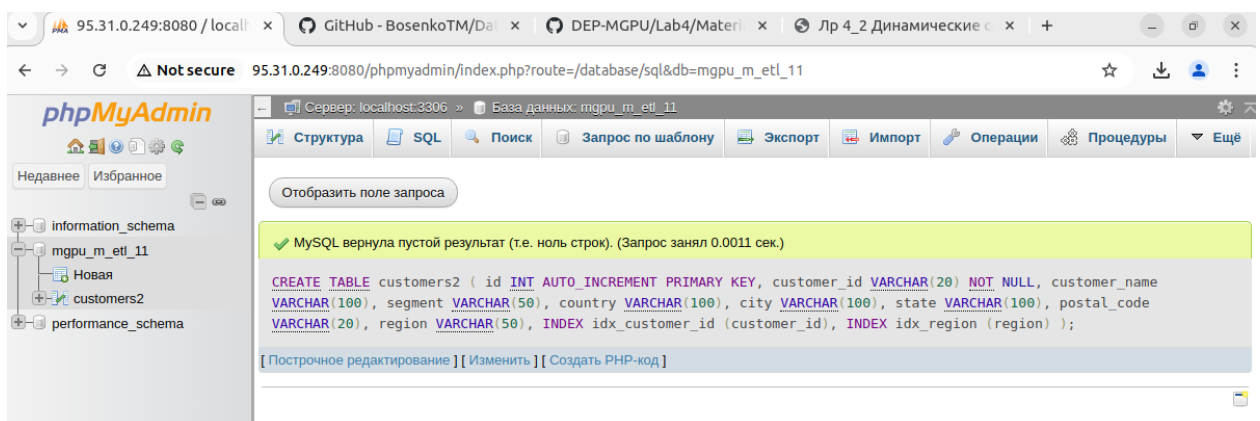 95.31.0.249:8080 / localh
GitHub - BosenkoTM/Dat
DEP-MGPU/Lab4/Materi
Лр 4_2 Динамические с
Not secure 95.31.0.249:8080/phpmyadmin/index.php?route=/database/sql&db=mgpu_m_etl_11
phpMyAdmin
Недавнее Избранное
information_schema
mgpu_m_etl_11
Новая
customers2
performance_schema
Сервер: localhost:3306 » База данных: mgpu_m_etl_11
Структура SQL Поиск Запрос по шаблону Экспорт Импорт Операции Процедуры Ещё
Отобразить поле запроса
MySQL вернула пустой результат (т.е. ноль строк). (Запрос занял 0.0011 сек.)
CREATE TABLE customers2 ( id INT AUTO_INCREMENT PRIMARY KEY, customer_id VARCHAR(20) NOT NULL, customer_name
VARCHAR(100), segment VARCHAR(50), country VARCHAR(100), city VARCHAR(100), state VARCHAR(100), postal_code
VARCHAR(20), region VARCHAR(50), INDEX idx_customer_id (customer_id), INDEX idx_region (region) );
[ Построчное редактирование ] [ Изменить ] [ Создать PHP-код ]